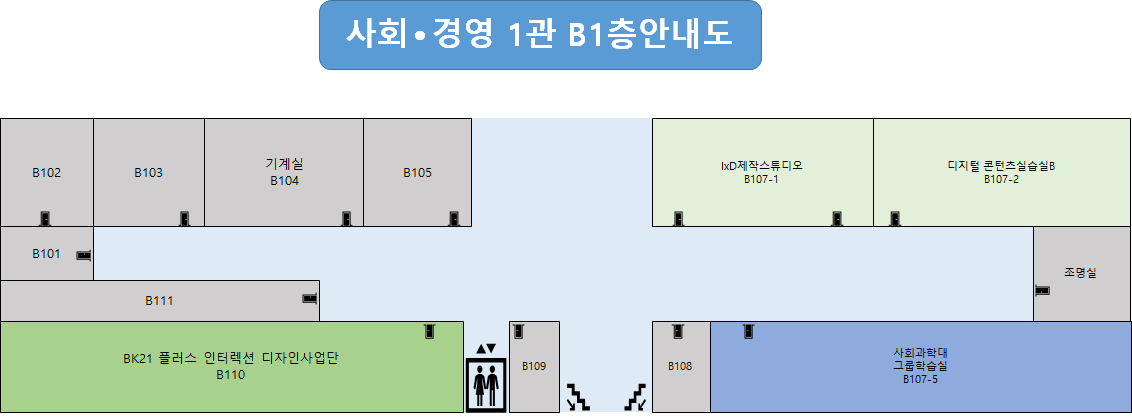 사회•경영 1관 B1층안내도
B102
B103
기계실
B104
B105
IxD제작스튜디오
B107-1
디지털 콘텐츠실습실B
B107-2
B101
조명실
B111
BK21 플러스 인터렉션 디자인사업단
B110
B109
B108
사회과학대
그룹학습실
B107-5